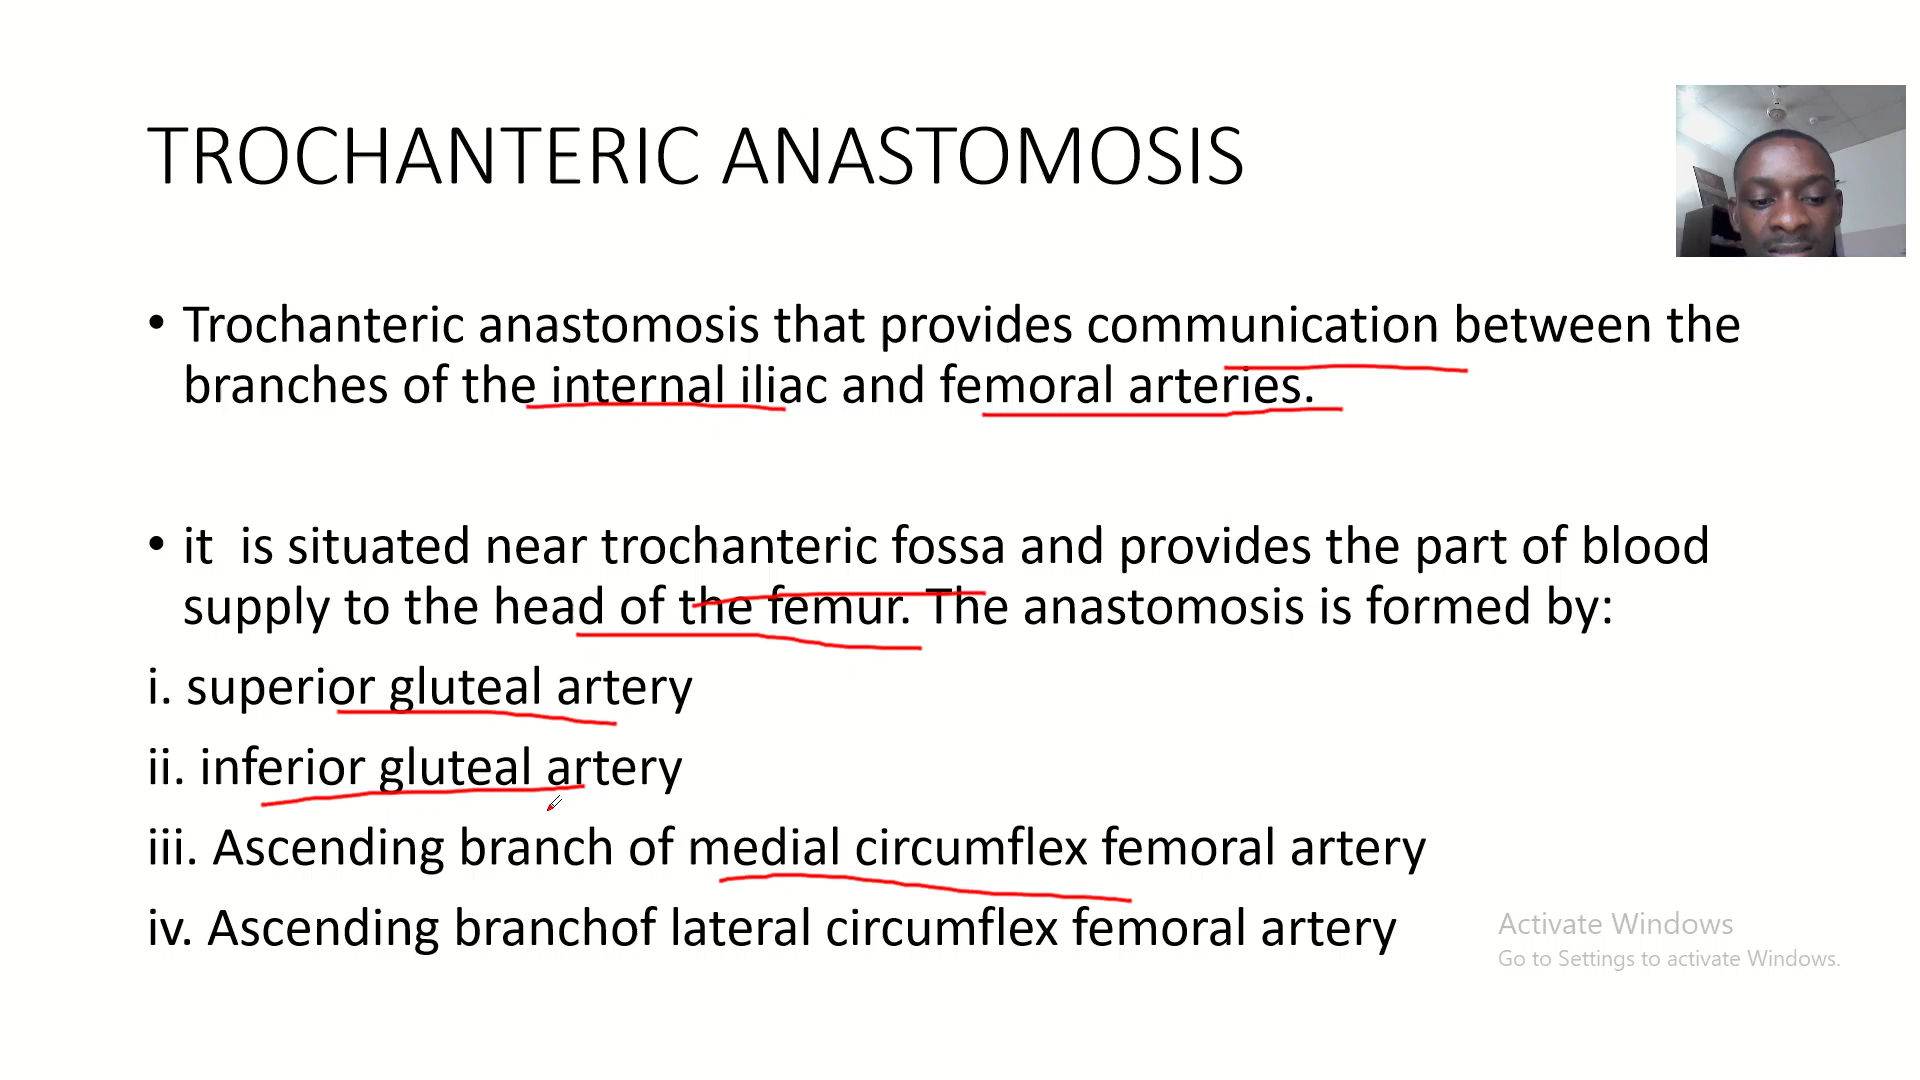 TROCHANTERIC ANASTOMOSIS
• Trochanteric anastomosis that provides communication between the
branches of the internal iliac and femoral arteries.
• it  is situated near trochanteric fossa and provides the part of blood
supply to the head of the femur. The anastomosis is formed by:
i. superior gluteal artery
ii. inferior gluteal artery
iii. Ascending branch of medial circumflex femoral artery
iv. Ascending branchof lateral circumflex femoral artery
Activate Windows
Go to Settings to activate Windows.